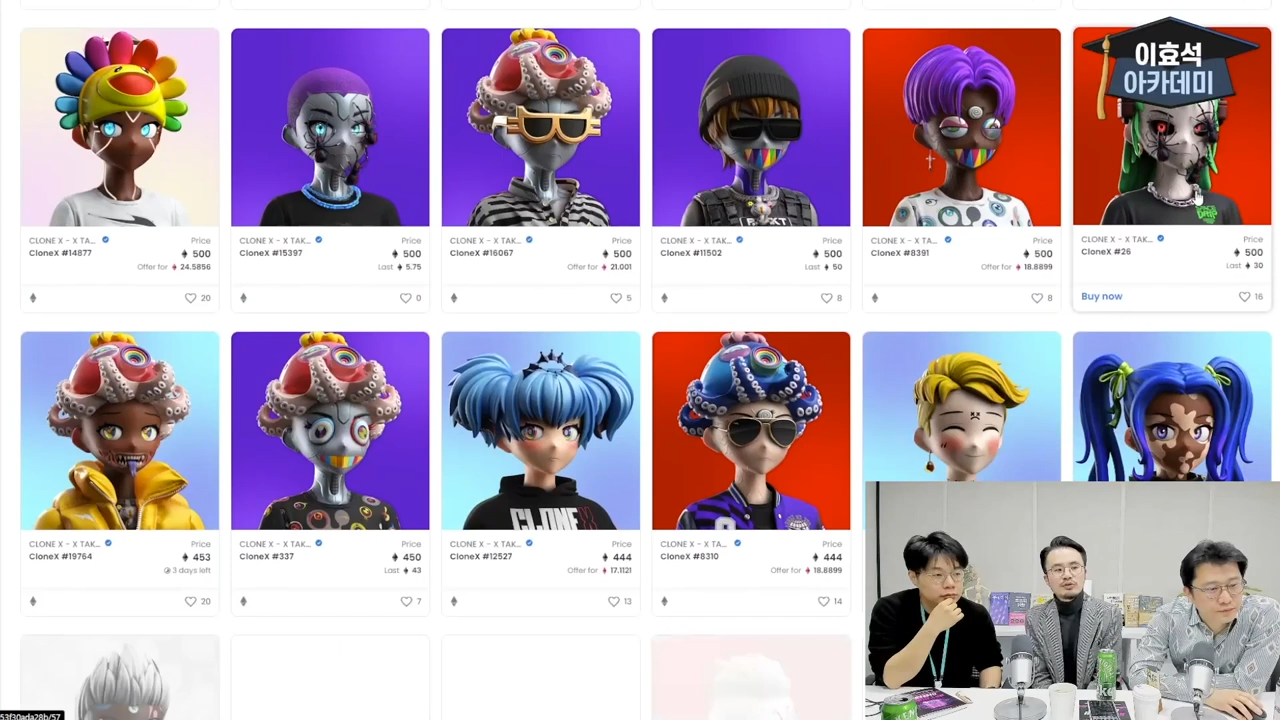 이효석
아카데미
CLONE X - X TA...
Price
CloneX #14877
500
Offer for 24.5856
20
CLONE X - X TAK...
Price
CloneX #15397
500
Last 5.75
0
CLONE X - X TAK...
Price
CloneX #16067
500
Offer for 21.001
5
CLONE X - X TAK...
Price
CloneX #11502
500
Last 50
8
CLONE X - X TAK...
Price
CloneX #8391
500
Offer for 18.8899
8
CLONE X - X TAK...
Price
CloneX #26
500
Last 30
Buy now
16
CLONE X - X TAK...
Price
CloneX #19764
453
3 days left
20
CLONE X - X TAK...
Price
CloneX #337
450
Last 43
7
CLONE X - X TAK...
Price
CloneX #12527
444
Offer for 17.1121
13
CLONE X - X TAK...
Price
CloneX #8310
444
Offer for 18.8899
14
CLONEX
53f30ada28b/57